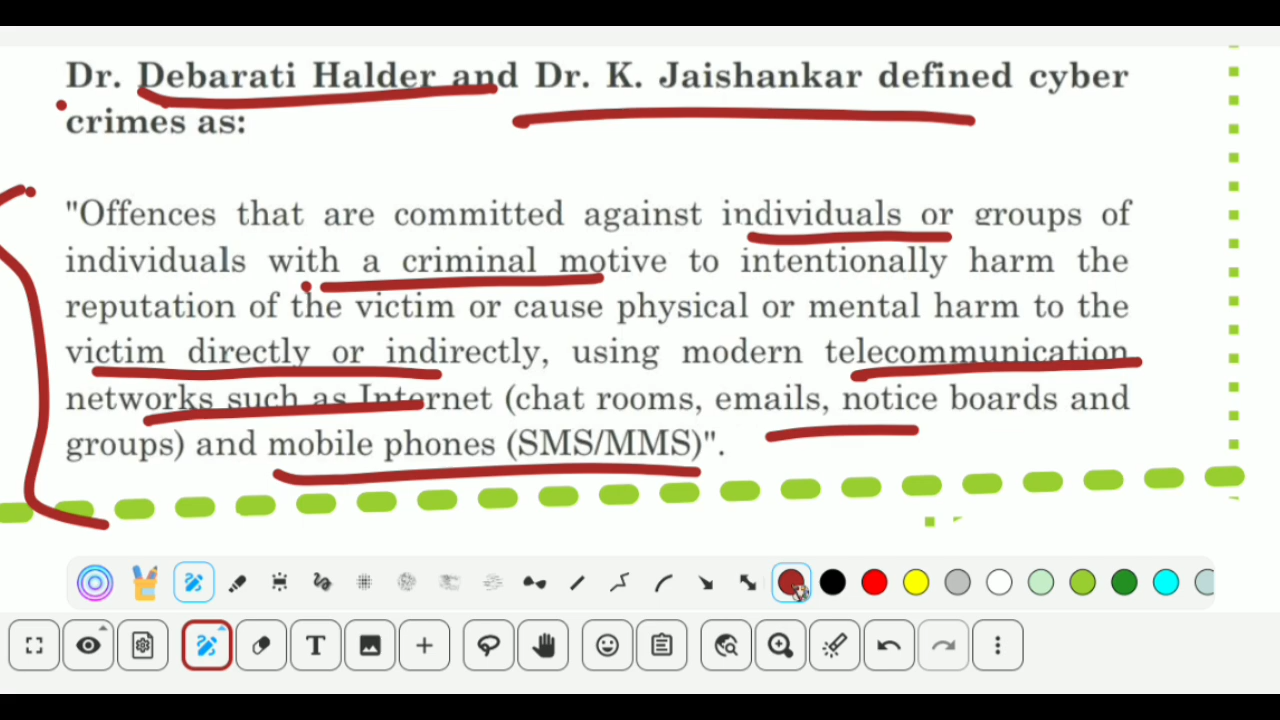 Dr. Debarati Halder and Dr. K. Jaishankar defined cyber
crimes as:
"Offences that are committed against individuals or groups of
individuals with a criminal motive to intentionally harm the
reputation of the victim or cause physical or mental harm to the
victim directly or indirectly, using modern telecommunication
networks such as Internet (chat rooms, emails, notice boards and
groups) and mobile phones (SMS/MMS)".
T